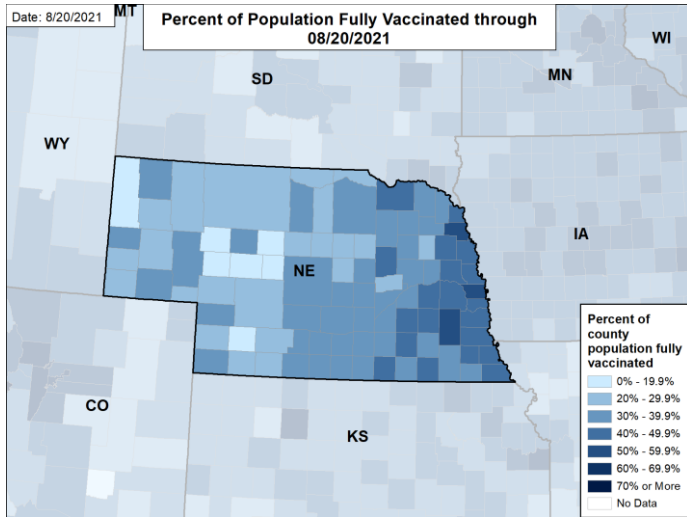 Date: 8/20/2021
Percent of Population Fully Vaccinated through
08/20/2021
MT
WI
MN
SD
WY
IA
NE
CO
KS
Percent of
county
population fully
vaccinated
0% - 19.9%
20% - 29.9%
30% - 39.9%
40% - 49.9%
50% - 59.9%
60% - 69.9%
70% or More
No Data